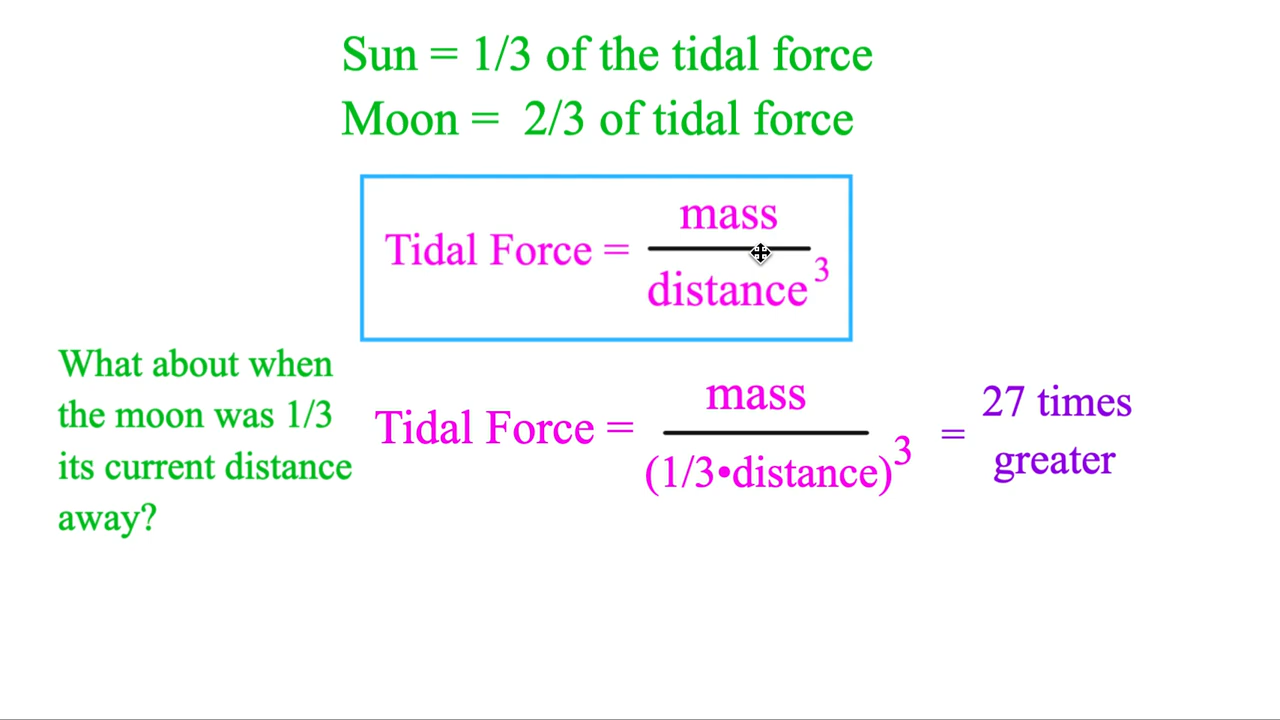 Sun = 1/3 of the tidal force
Moon = 2/3 of tidal force
mass
Tidal Force =
distance 3
What about when
the moon was 1/3
its current distance
away?
mass
Tidal Force =
(1/3•distance) 3
=
27 times
greater